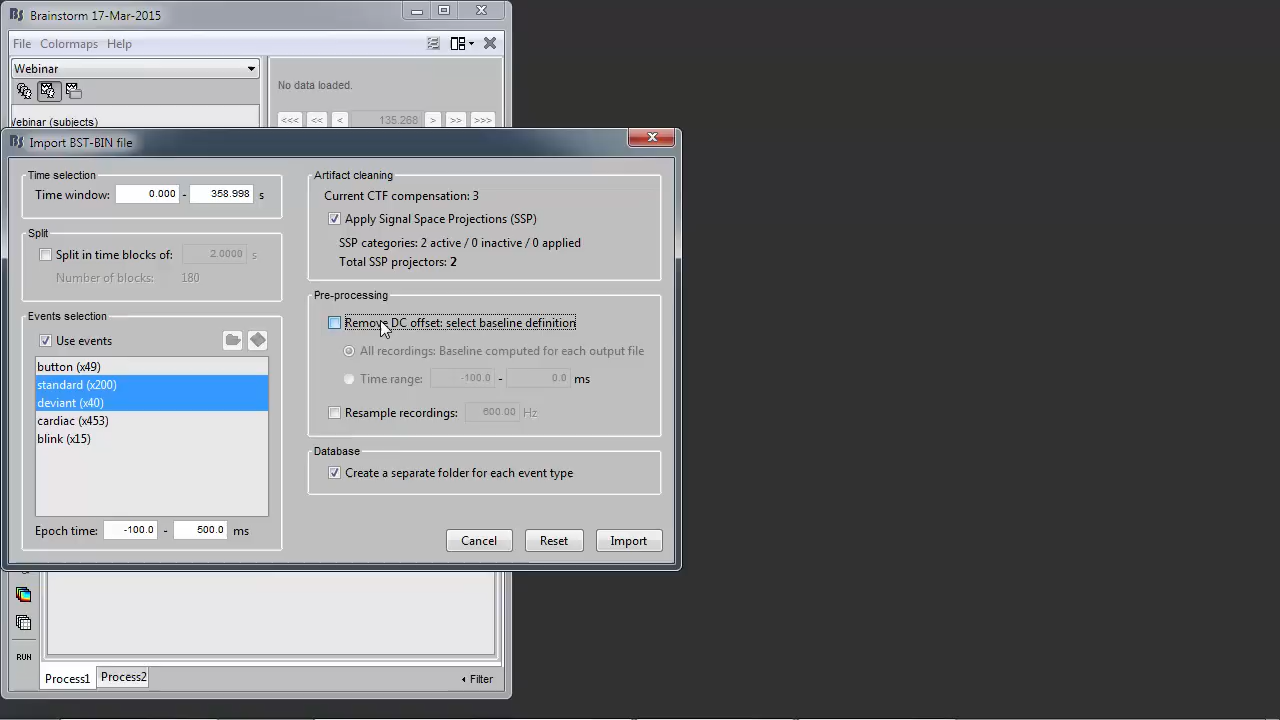 Brainstorm 17-Mar-2015
File Colormaps Help
Webinar
No data loaded.
<<< << < 135.268 > >> >>>
Import BST-BIN file
Time selection
Time window: 0.000 - 358.998 s
Split
Split in time blocks of: 2.0000 s
Number of blocks: 180
Events selection
Use events
button (x49)
standard (x200)
deviant (x40)
cardiac (x453)
blink (x15)
Epoch time: -100.0 - 500.0 ms
Artifact cleaning
Current CTF compensation: 3
Apply Signal Space Projections (SSP)
SSP categories: 2 active / 0 inactive / 0 applied
Total SSP projectors: 2
Pre-processing
Remove DC offset: select baseline definition
All recordings: Baseline computed for each output file
Time range: -100.0 - 0.0 ms
Resample recordings: 600.00 Hz
Database
Create a separate folder for each event type
Cancel Reset Import
RUN
Process1 Process2 Filter